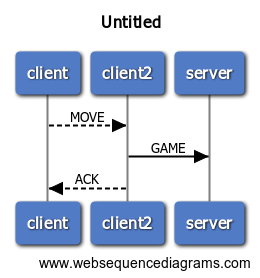 Untitled
client client2 server
MOVE
GAME
ACK
client client2 server
www.websequencediagrams.com